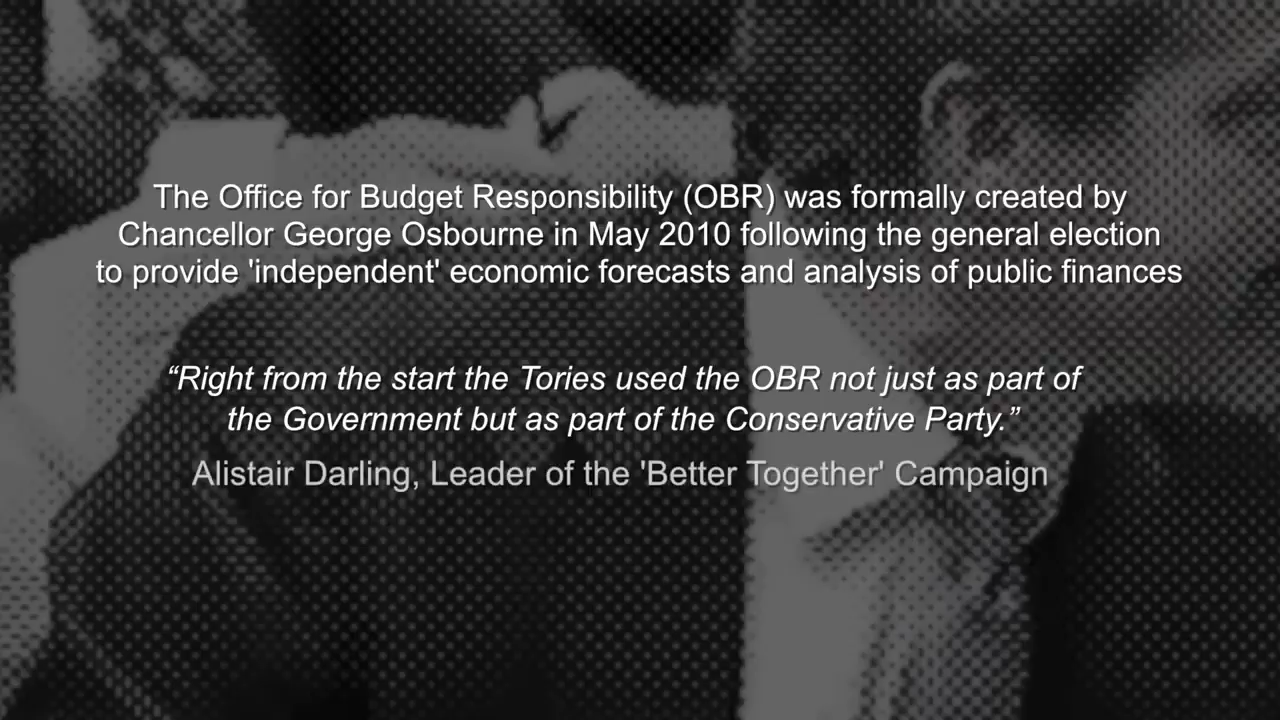 The Office for Budget Responsibility (OBR) was formally created by
Chancellor George Osbourne in May 2010 following the general election
to provide 'independent' economic forecasts and analysis of public finances
“Right from the start the Tories used the OBR not just as part of
the Government but as part of the Conservative Party.”
Alistair Darling, Leader of the 'Better Together' Campaign